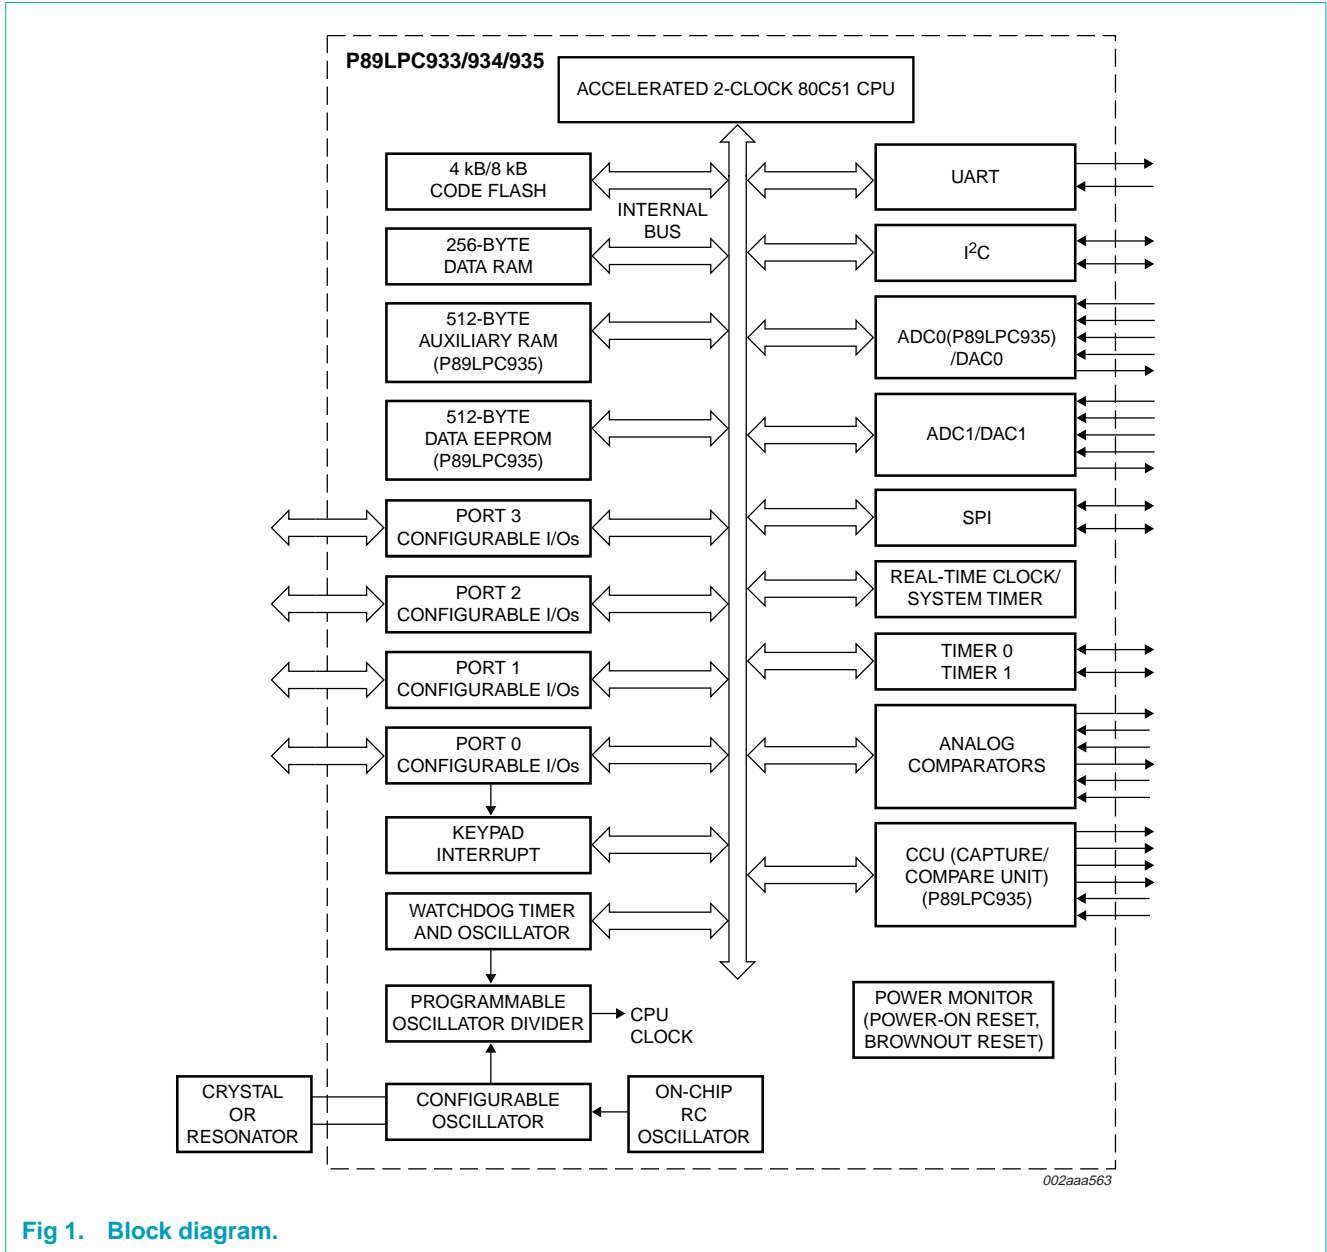 P89LPC933/934/935
ACCELERATED 2-CLOCK 80C51 CPU
4 kB/8 kB
CODE FLASH
INTERNAL
BUS
256-BYTE
DATA RAM
512-BYTE
AUXILIARY RAM
(P89LPC935)
512-BYTE
DATA EEPROM
(P89LPC935)
PORT 3
CONFIGURABLE I/Os
PORT 2
CONFIGURABLE I/Os
PORT 1
CONFIGURABLE I/Os
PORT 0
CONFIGURABLE I/Os
KEYPAD
INTERRUPT
WATCHDOG TIMER
AND OSCILLATOR
PROGRAMMABLE
OSCILLATOR DIVIDER
CPU
CLOCK
CRYSTAL
OR
RESONATOR
CONFIGURABLE
OSCILLATOR
ON-CHIP
RC
OSCILLATOR
UART
I²C
ADC0(P89LPC935)
/DAC0
ADC1/DAC1
SPI
REAL-TIME CLOCK/
SYSTEM TIMER
TIMER 0
TIMER 1
ANALOG
COMPARATORS
CCU (CAPTURE/
COMPARE UNIT)
(P89LPC935)
POWER MONITOR
(POWER-ON RESET,
BROWNOUT RESET)
002aaa563
Fig 1. Block diagram.